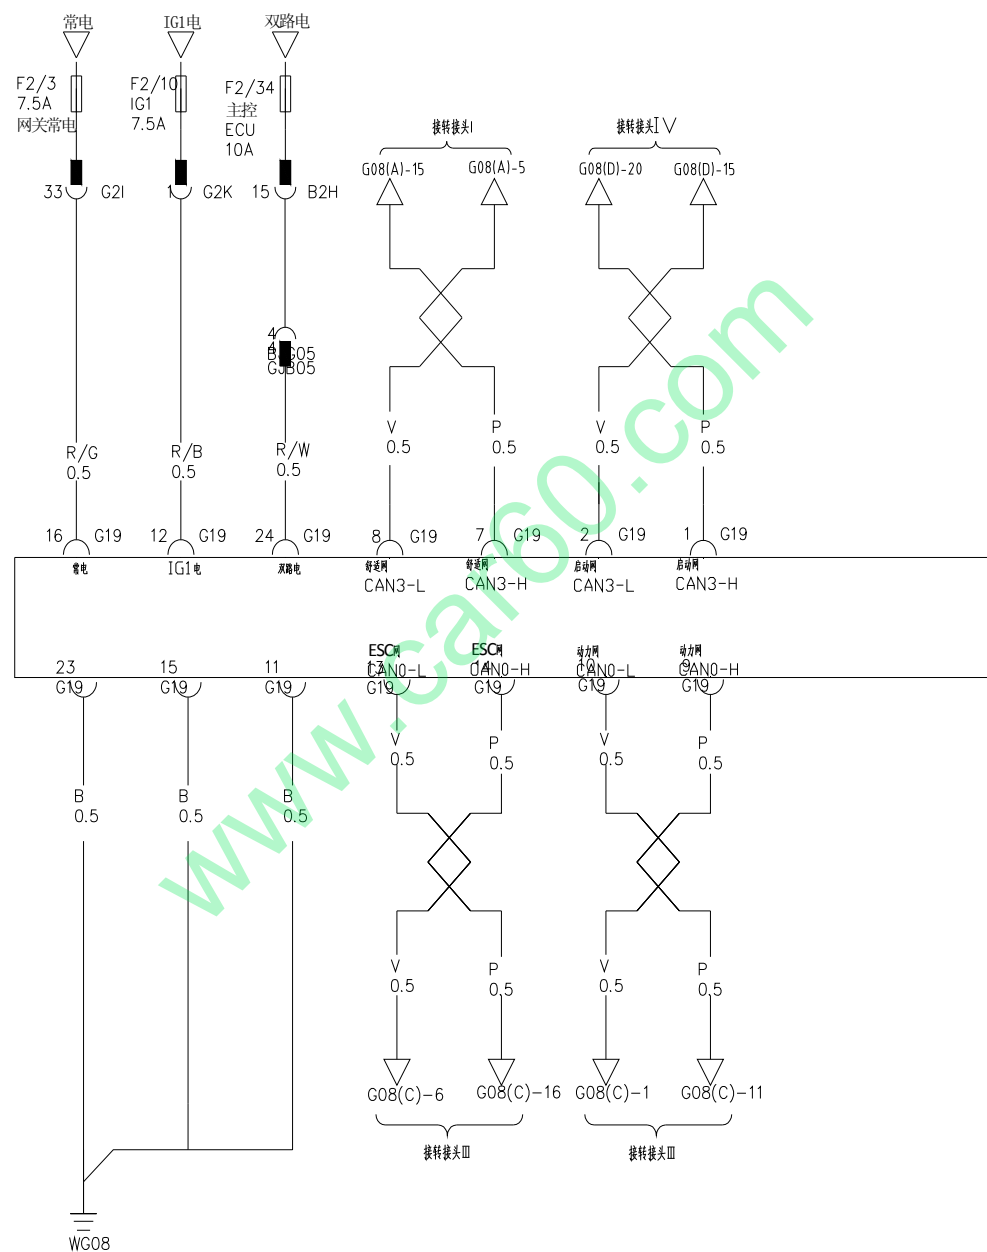 常电 IG1电 双路电
F2/3 F2/10 F2/34
7.5A IG1 主控
网关常电 7.5A ECU
10A
接转接头I 接转接头IV
G08(A)-15 G08(A)-5 G08(D)-20 G08(D)-15
33 G2I 1 G2K 15 B2H
4
4
BJG05
GJB05
V P V P
0.5 0.5 0.5 0.5
R/G R/B R/W
0.5 0.5 0.5
16 G19 12 G19 24 G19 8 G19 7 G19 2 G19 1 G19
常电 IG1电 双路电 舒适网 舒适网 启动网 启动网
CAN3-L CAN3-H CAN3-L CAN3-H
ESC网 ESC网 动力网 动力网
23 15 11 13 CAN0-L 14 CAN0-H 10 CAN0-L 9 CAN0-H
G19 G19 G19 G19 G19 G19 G19
V P V P
0.5 0.5 0.5 0.5
B B B
0.5 0.5 0.5
www.car60.com
V P V P
0.5 0.5 0.5 0.5
G08(C)-6 G08(C)-16 G08(C)-1 G08(C)-11
接转接头III 接转接头III
WG08